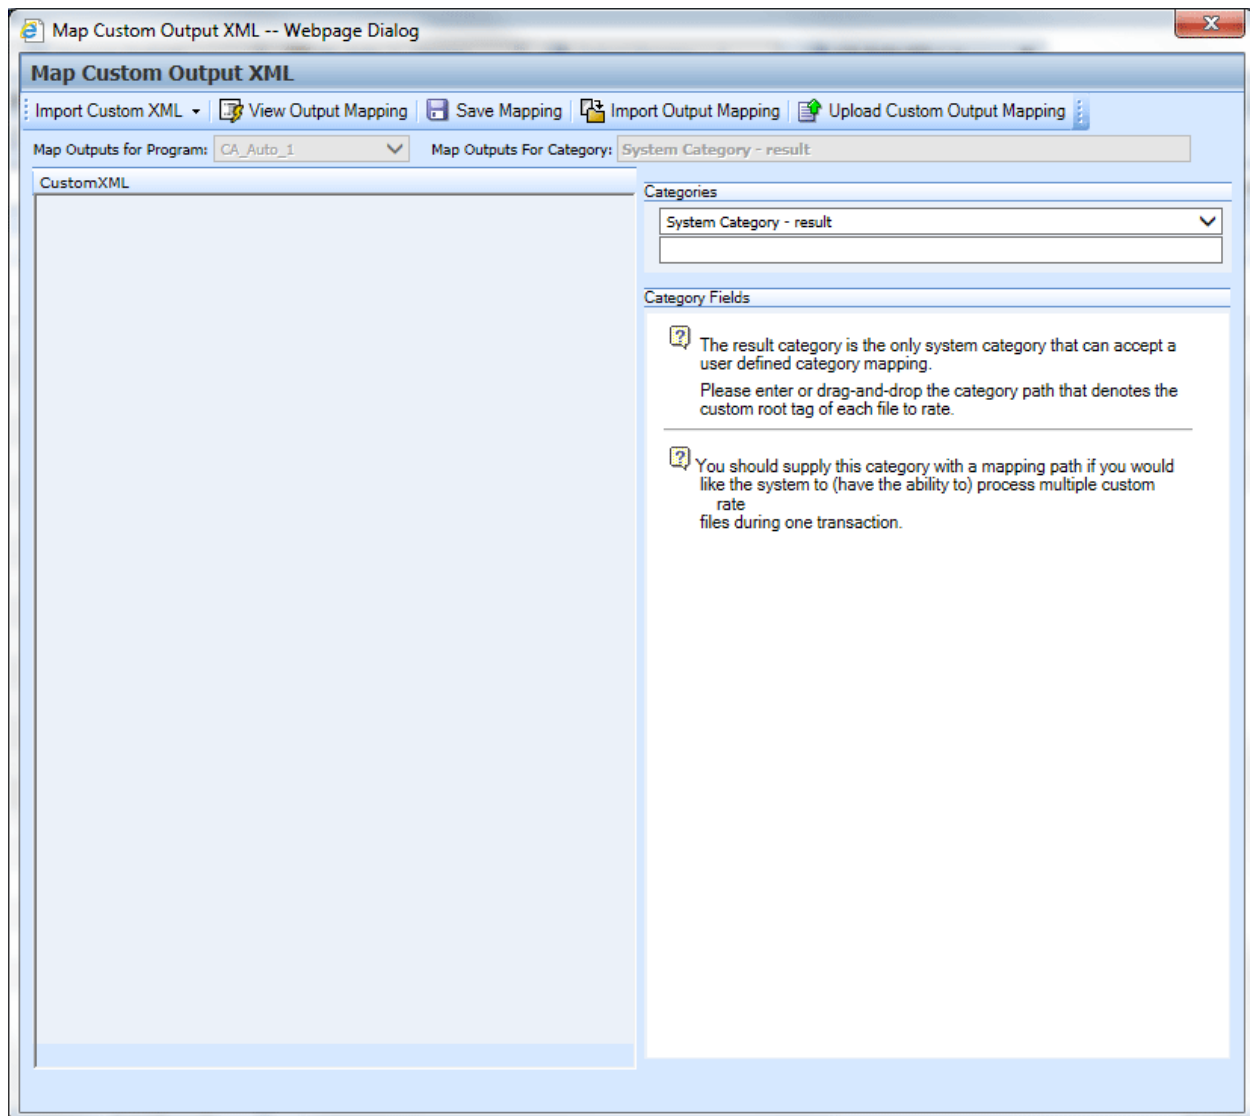 Map Custom Output XML -- Webpage Dialog
X
Map Custom Output XML
Import Custom XML View Output Mapping Save Mapping Import Output Mapping Upload Custom Output Mapping
Map Outputs for Program: CA_Auto_1 Map Outputs For Category: System Category - result
CustomXML
Categories
System Category - result
Category Fields
The result category is the only system category that can accept a
user defined category mapping.
Please enter or drag-and-drop the category path that denotes the
custom root tag of each file to rate.
You should supply this category with a mapping path if you would
like the system to (have the ability to) process multiple custom
rate
files during one transaction.